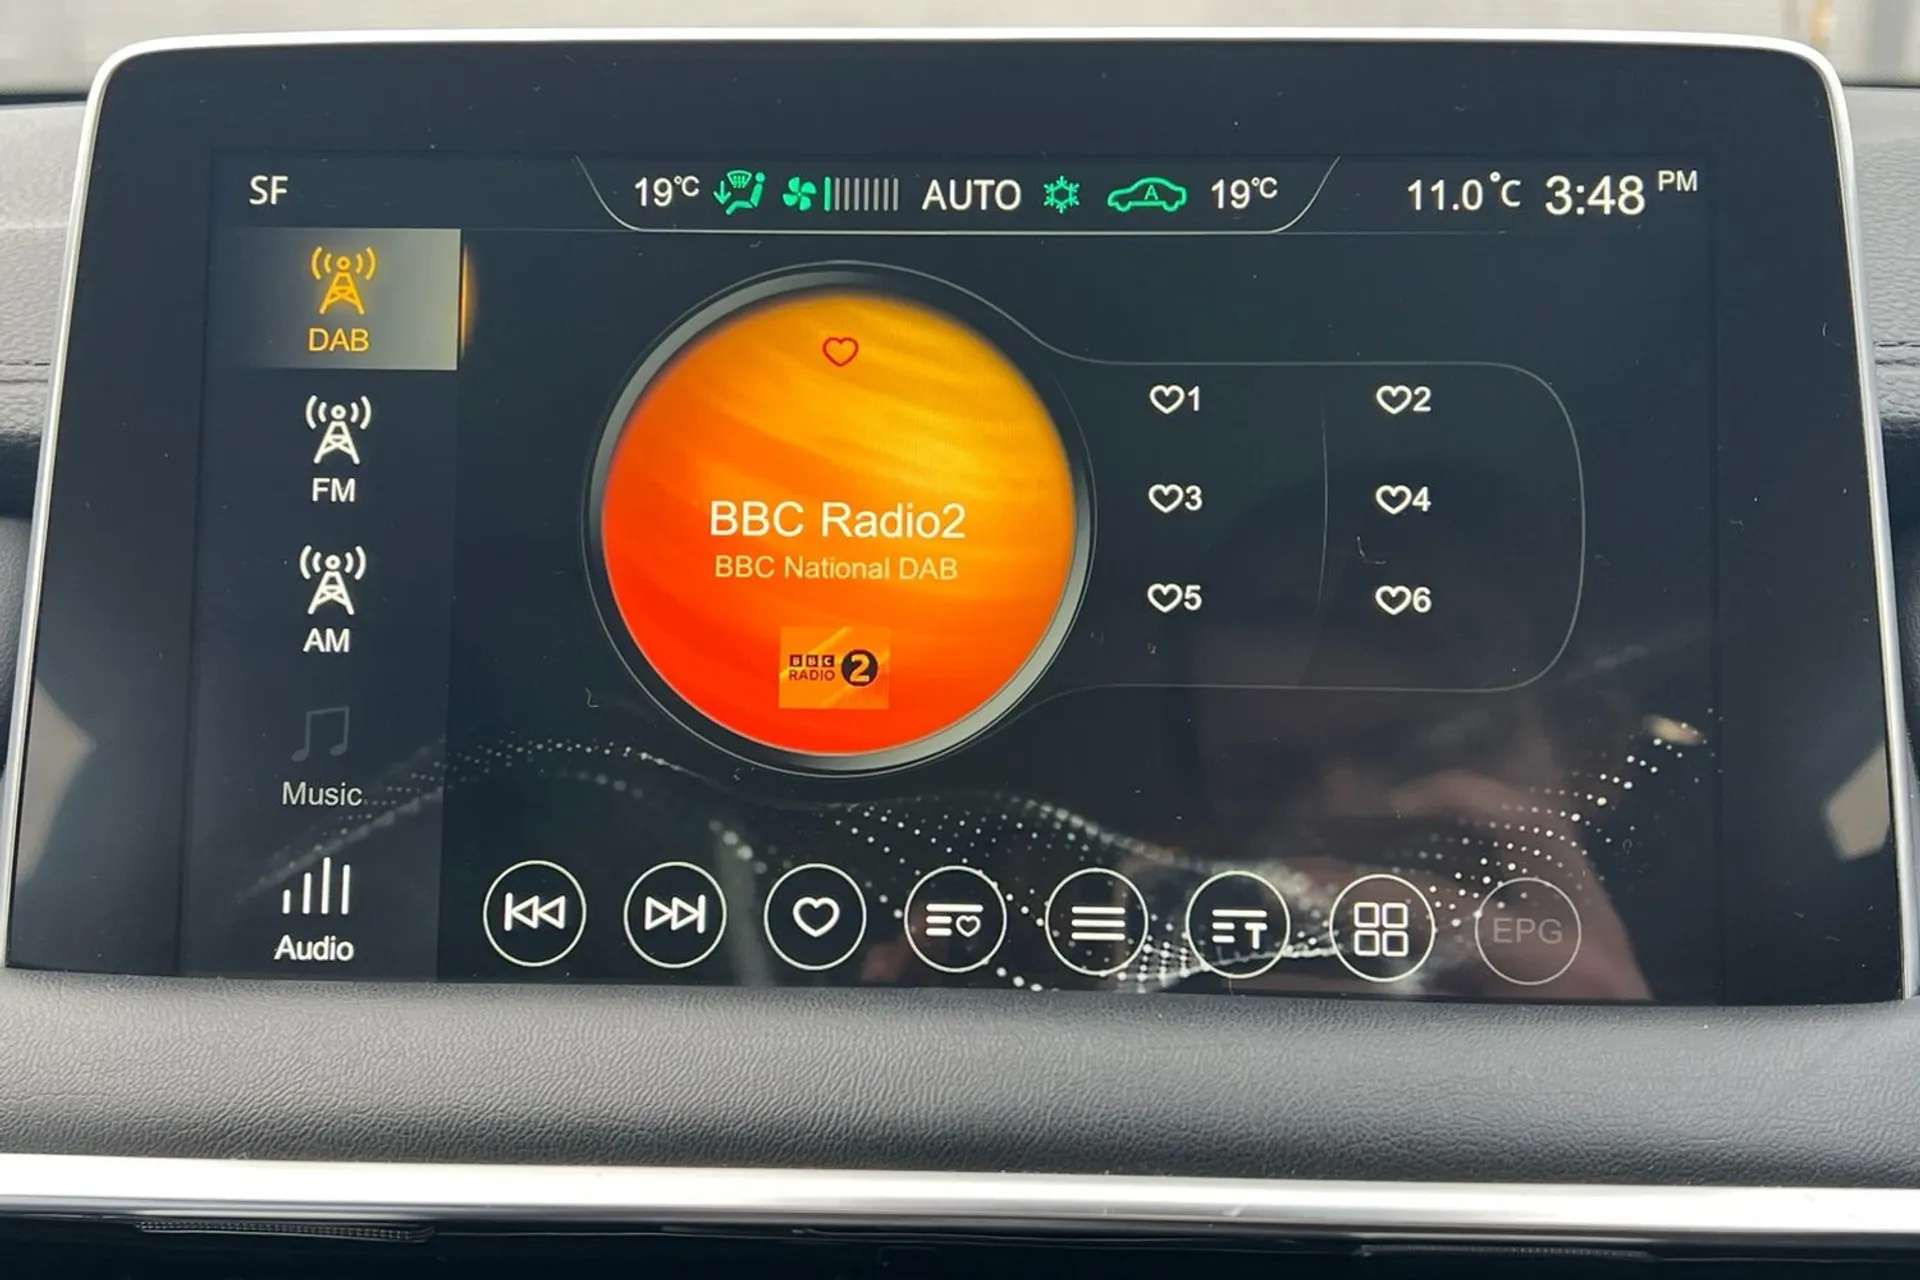 SF
19℃ AUTO A 19℃
11.0℃ 3:48 PM
DAB
FM
AM
Music
Audio
BBC Radio2
BBC National DAB
BBC
RADIO 2
1
2
3
4
5
6
T
EPG